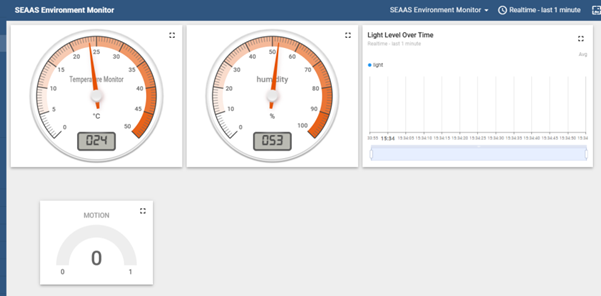 SEAAS Environment Monitor
SEAAS Environment Monitor
Realtime - last 1 minute
Temperature Monitor
0 5 10 15 20 25 30 35 40 45 50
°C
024
humidity
0 10 20 30 40 50 60 70 80 90 100
%
053
Light Level Over Time
Realtime - last 1 minute
Avg
light
15:34
MOTION
0
0 1